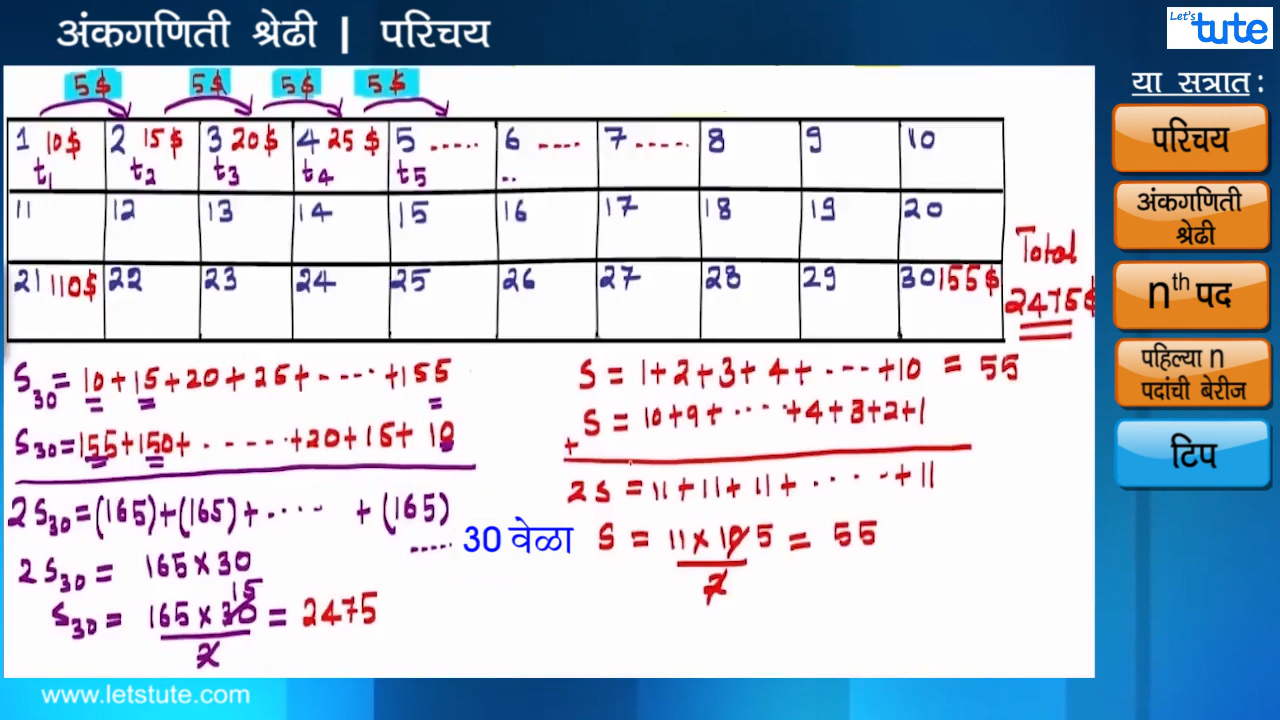 अंकगणिती श्रेढी | परिचय
Let's tute
5$ 5$ 5$ 5$
1 10$ 2 15$ 3 20$ 4 25 $ 5 ..... 6 .... 7 ..... 8 9 10
t₁ t₂ t₃ t₄ t₅ ..
11 12 13 14 15 16 17 18 19 20
21 110$ 22 23 24 25 26 27 28 29 30 155$
Total
2475$
S₃₀ = 10+15+20+25+ ..... +155
S₃₀ = 155+150+ ...... +20+15+ 10
2S₃₀ = (165)+(165)+ ..... + (165)
..... 30 वेळा
2S₃₀ = 165×30
S₃₀ = 165 × 30 15 / 2 = 2475
S = 1+2+3+4+ ..... +10 = 55
+ S = 10+9+ ..... +4+3+2+1
2S = 11+11+11+ ..... +11
S = 11×10 5 / 2 = 55
या सत्रात :
परिचय
अंकगणिती
श्रेढी
nth पद
पहिल्या n
पदांची बेरीज
टिप
www.letstute.com